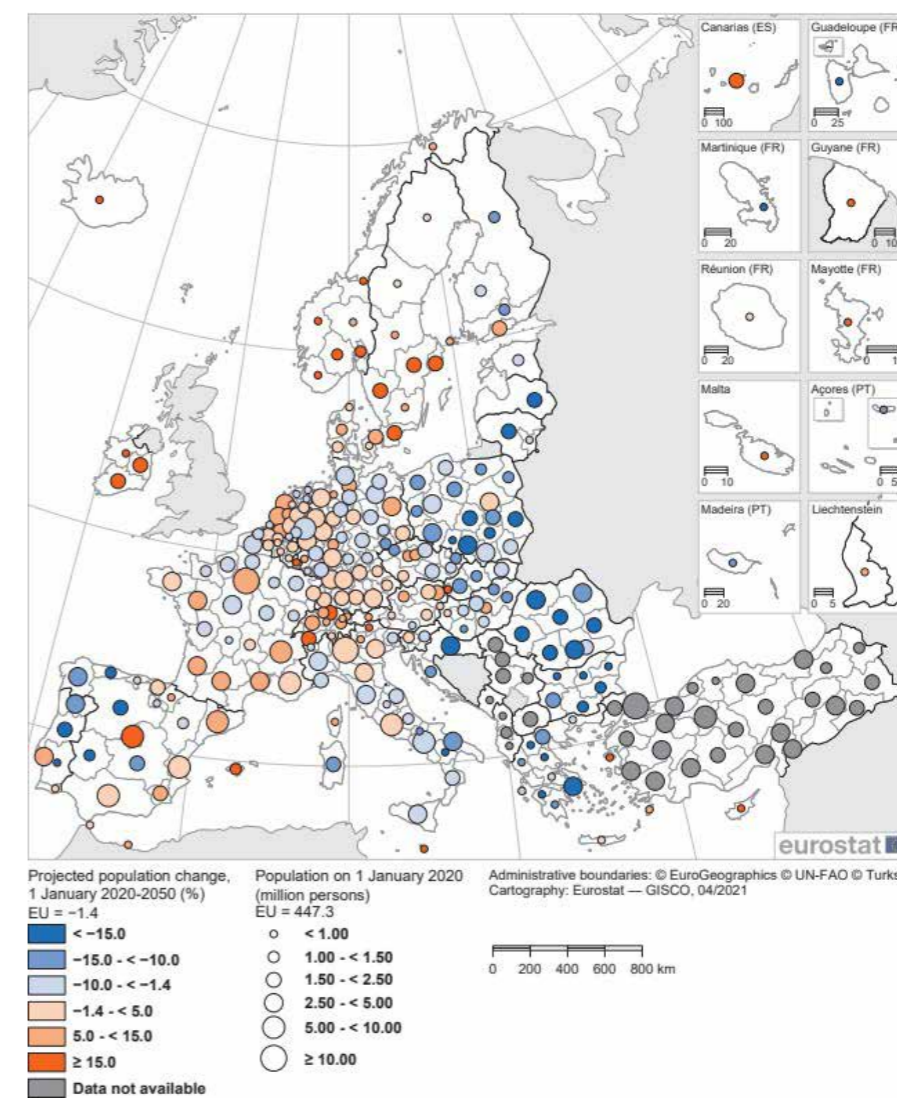 Canarias (ES)
0 100
Guadeloupe (FR
0 25
Martinique (FR)
0 20
Guyane (FR)
0 10
Réunion (FR)
0 20
Mayotte (FR)
0 1
Malta
0 10
Açores (PT)
0 5
Madeira (PT)
0 20
Liechtenstein
0 5
eurostat
Projected population change,
1 January 2020-2050 (%)
EU = −1.4
< −15.0
−15.0 - < −10.0
−10.0 - < −1.4
−1.4 - < 5.0
5.0 - < 15.0
≥ 15.0
Data not available
Population on 1 January 2020
(million persons)
EU = 447.3
< 1.00
1.00 - < 1.50
1.50 - < 2.50
2.50 - < 5.00
5.00 - < 10.00
≥ 10.00
Administrative boundaries: © EuroGeographics © UN-FAO © Turks
Cartography: Eurostat — GISCO, 04/2021
0 200 400 600 800 km